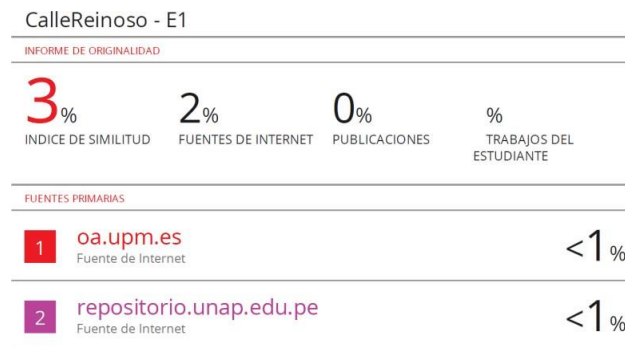 CalleReinoso - E1
INFORME DE ORIGINALIDAD
3% 2% 0% %
INDICE DE SIMILITUD FUENTES DE INTERNET PUBLICACIONES TRABAJOS DEL
ESTUDIANTE
FUENTES PRIMARIAS
1 oa.upm.es <1%
Fuente de Internet
2 repositorio.unap.edu.pe <1%
Fuente de Internet